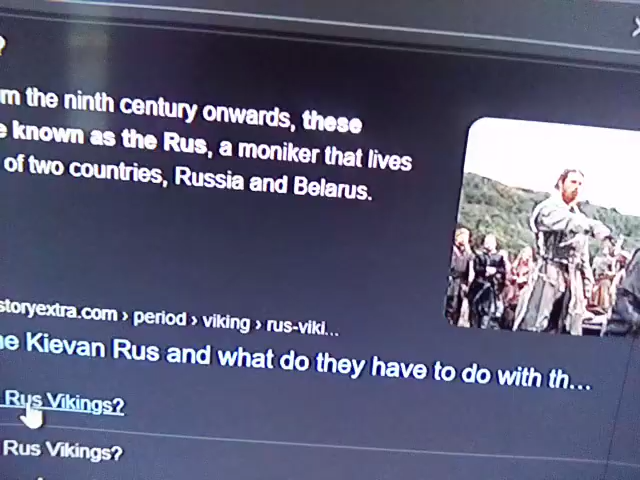 ?
m the ninth century onwards, these
e known as the Rus, a moniker that lives
of two countries, Russia and Belarus.
storyextra.com › period › viking › rus-viki...
ne Kievan Rus and what do they have to do with th...
Rus Vikings?
Rus Vikings?